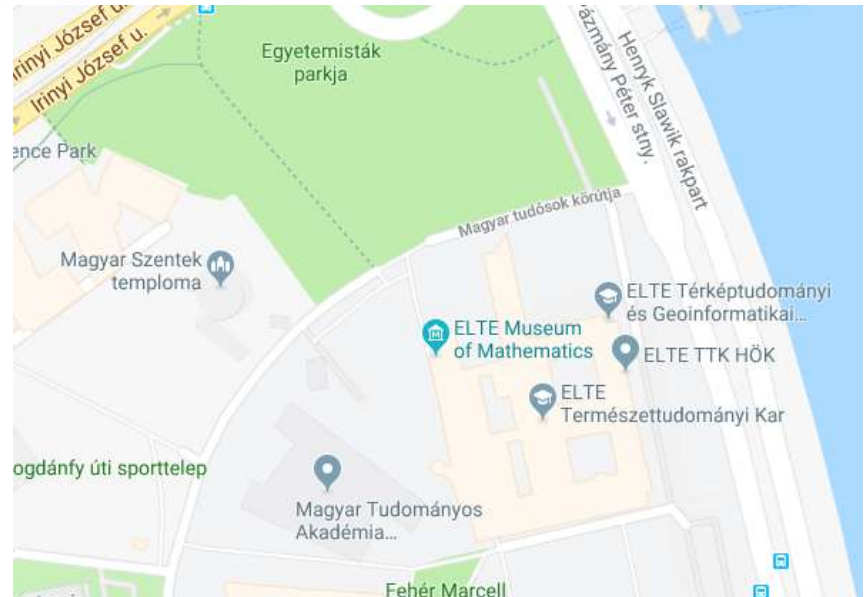 Irinyi József u.
Irinyi József u.
Egyetemisták
parkja
Pázmány Péter stny.
Henryk Slawik rakpart
ence Park
Magyar tudósok körútja
Magyar Szentek
temploma
ELTE Térképtudományi
és Geoinformatikai...
ELTE Museum
of Mathematics
ELTE TTK HÖK
ELTE
Természettudományi Kar
ogdánfy úti sporttelep
Magyar Tudományos
Akadémia...
Fehér Marcell